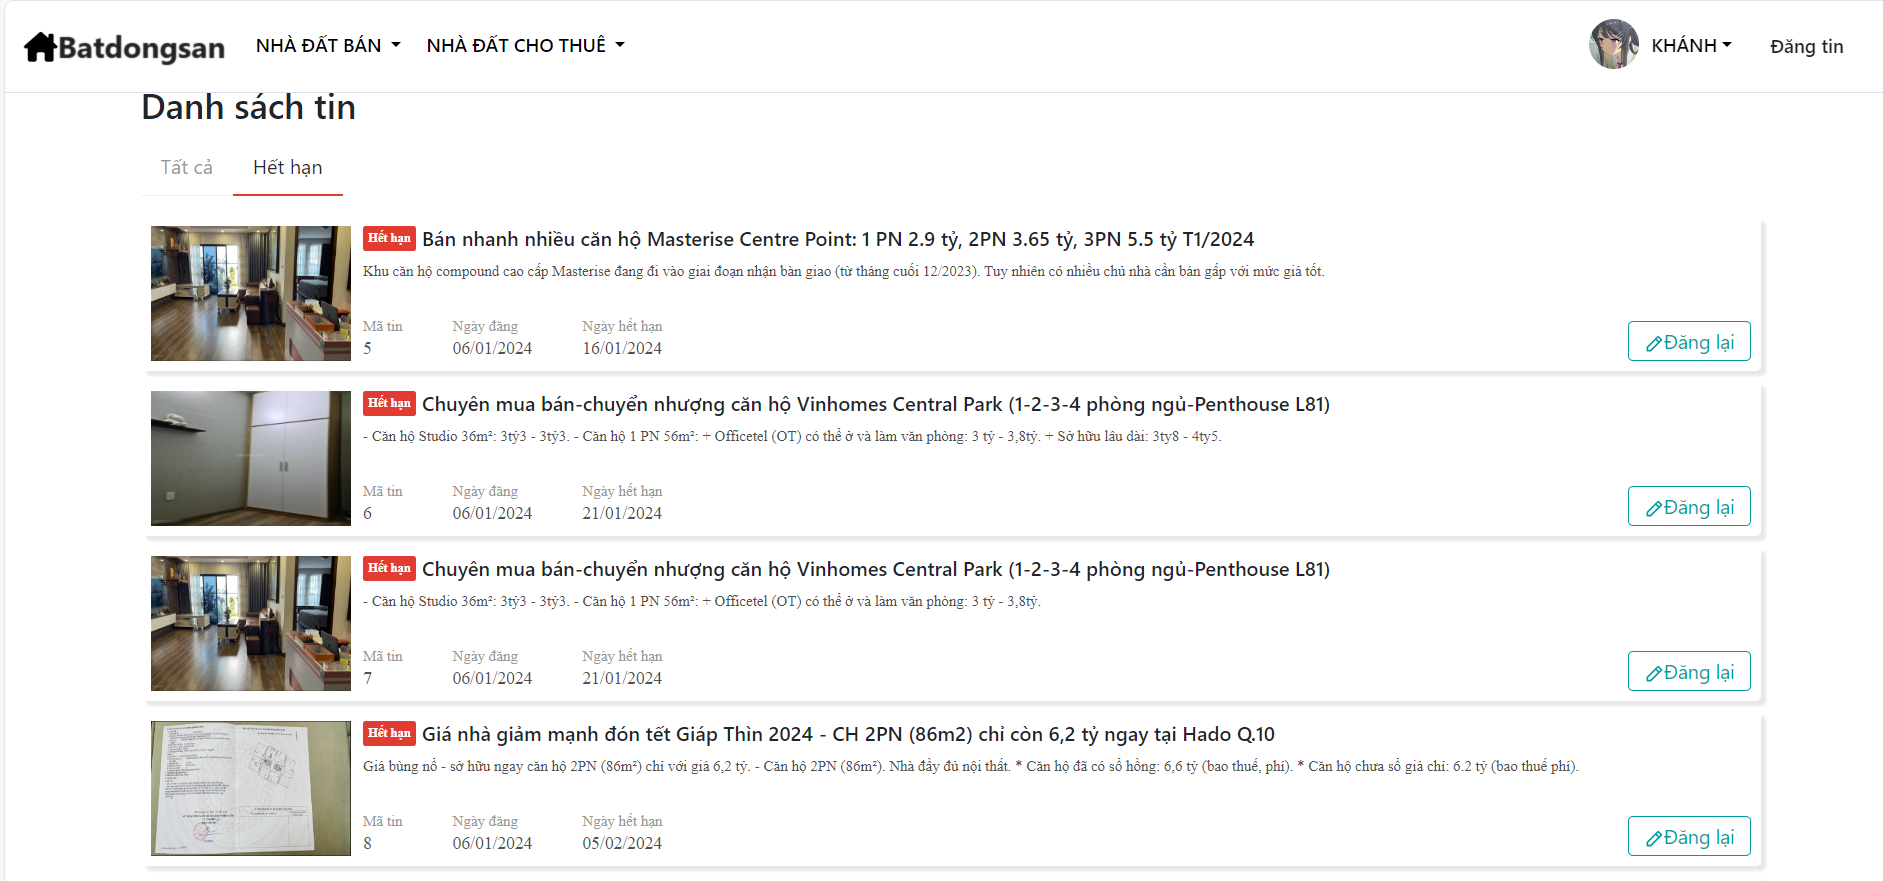 Batdongsan NHÀ ĐẤT BÁN NHÀ ĐẤT CHO THUÊ KHÁNH Đăng tin
Danh sách tin
Tất cả Hết hạn
Hết hạn Bán nhanh nhiều căn hộ Masterise Centre Point: 1 PN 2.9 tỷ, 2PN 3.65 tỷ, 3PN 5.5 tỷ T1/2024
Khu căn hộ compound cao cấp Masterise đang đi vào giai đoạn nhận bàn giao (từ tháng cuối 12/2023). Tuy nhiên có nhiều chủ nhà cần bán gấp với mức giá tốt.
Mã tin Ngày đăng Ngày hết hạn
5 06/01/2024 16/01/2024
Đăng lại
Hết hạn Chuyên mua bán-chuyển nhượng căn hộ Vinhomes Central Park (1-2-3-4 phòng ngủ-Penthouse L81)
- Căn hộ Studio 36m²: 3tỷ3 - 3tỷ3. - Căn hộ 1 PN 56m²: + Officetel (OT) có thể ở và làm văn phòng: 3 tỷ - 3,8tỷ. + Sở hữu lâu dài: 3ty8 - 4ty5.
Mã tin Ngày đăng Ngày hết hạn
6 06/01/2024 21/01/2024
Đăng lại
Hết hạn Chuyên mua bán-chuyển nhượng căn hộ Vinhomes Central Park (1-2-3-4 phòng ngủ-Penthouse L81)
- Căn hộ Studio 36m²: 3tỷ3 - 3tỷ3. - Căn hộ 1 PN 56m²: + Officetel (OT) có thể ở và làm văn phòng: 3 tỷ - 3,8tỷ.
Mã tin Ngày đăng Ngày hết hạn
7 06/01/2024 21/01/2024
Đăng lại
Hết hạn Giá nhà giảm mạnh đón tết Giáp Thìn 2024 - CH 2PN (86m2) chỉ còn 6,2 tỷ ngay tại Hado Q.10
Giá bùng nổ - sở hữu ngay căn hộ 2PN (86m²) chỉ với giá 6,2 tỷ. - Căn hộ 2PN (86m²). Nhà đầy đủ nội thất. * Căn hộ đã có sổ hồng: 6,6 tỷ (bao thuế, phí). * Căn hộ chưa sổ giá chỉ: 6.2 tỷ (bao thuế phí).
Mã tin Ngày đăng Ngày hết hạn
8 06/01/2024 05/02/2024
Đăng lại